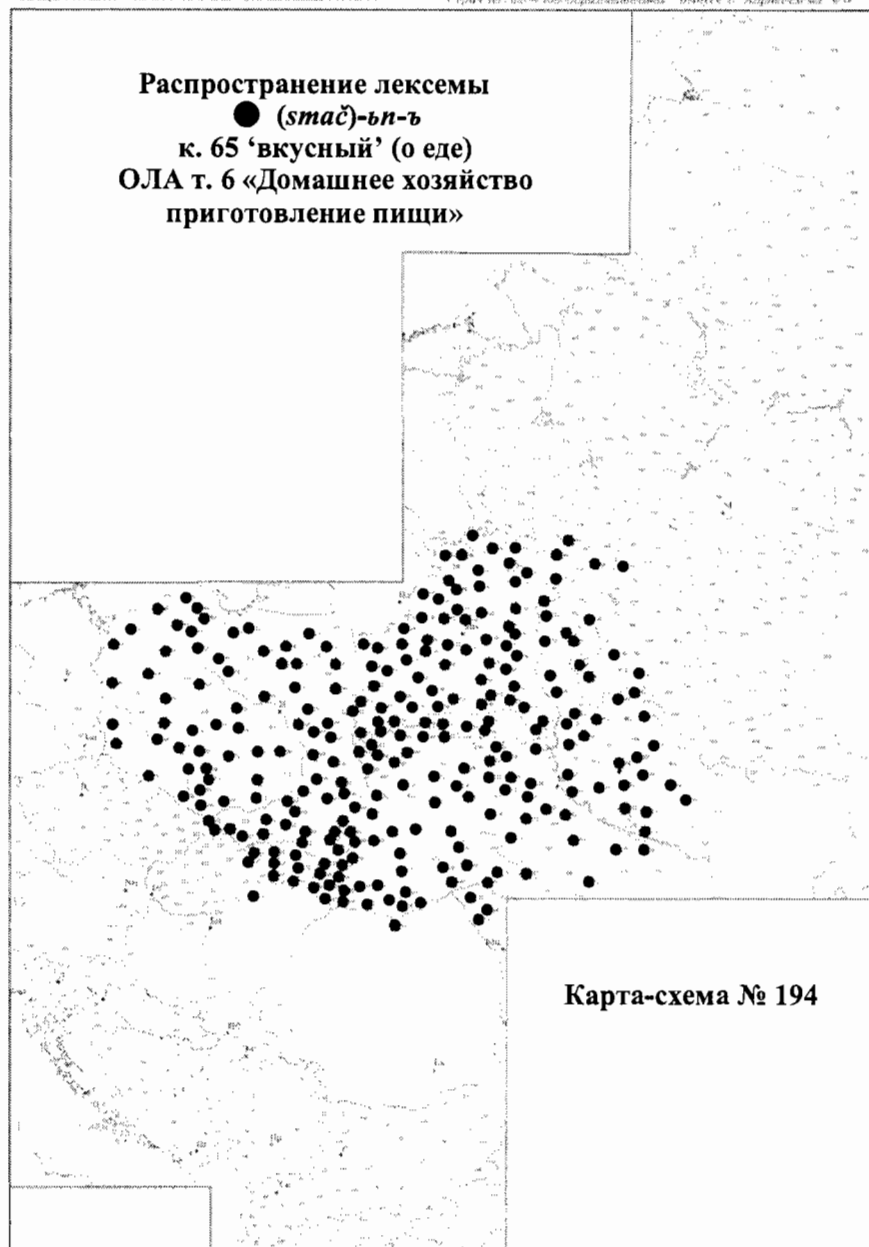 Распространение лексемы
● (smač)-ьn-ъ
к. 65 ‘вкусный’ (о еде)
ОЛА т. 6 «Домашнее хозяйство
приготовление пищи»
Карта-схема № 194